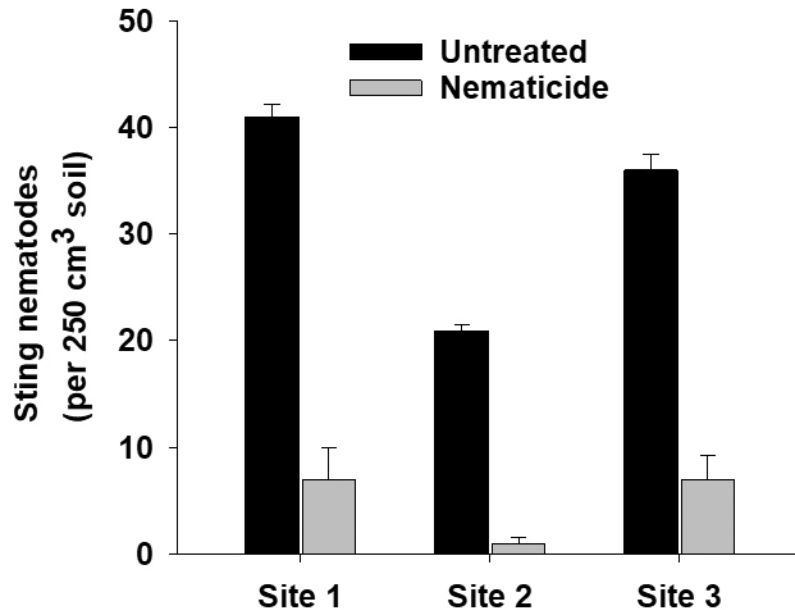 50
40
30
20
10
0
Sting nematodes
(per 250 cm³ soil)
Untreated
Nematicide
Site 1
Site 2
Site 3